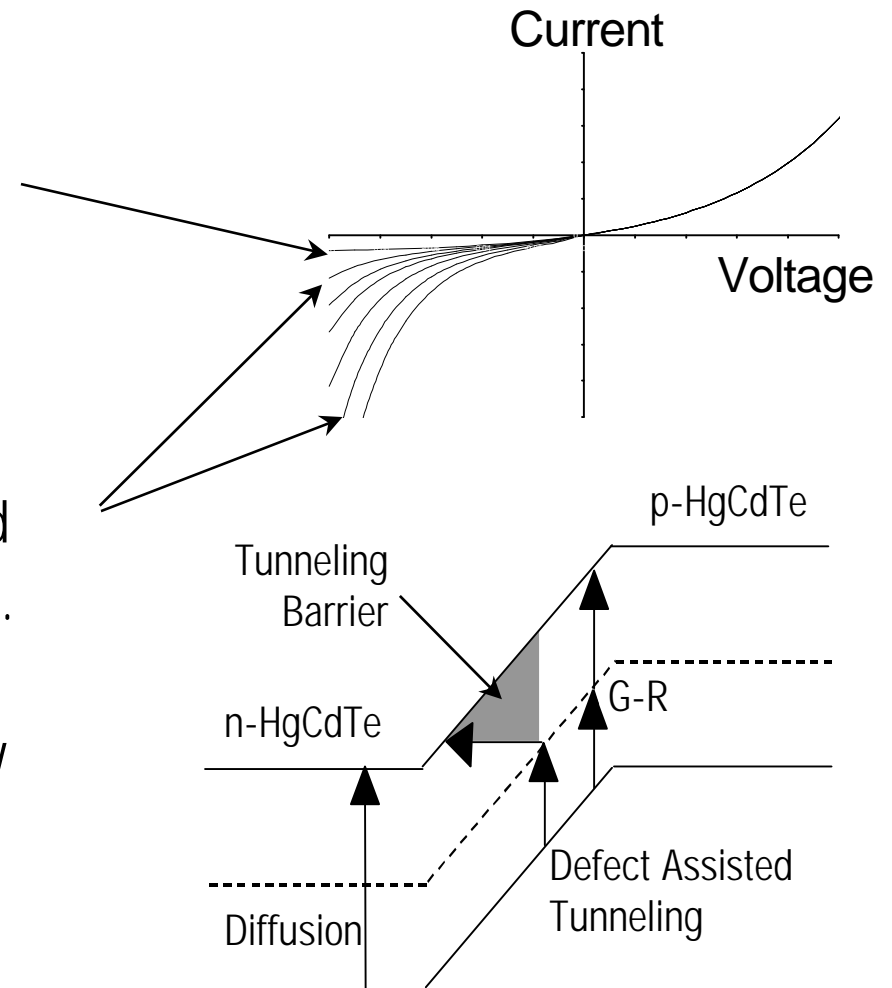 Current
Voltage
p-HgCdTe
Tunneling
Barrier
n-HgCdTe
G-R
Defect Assisted
Tunneling
Diffusion